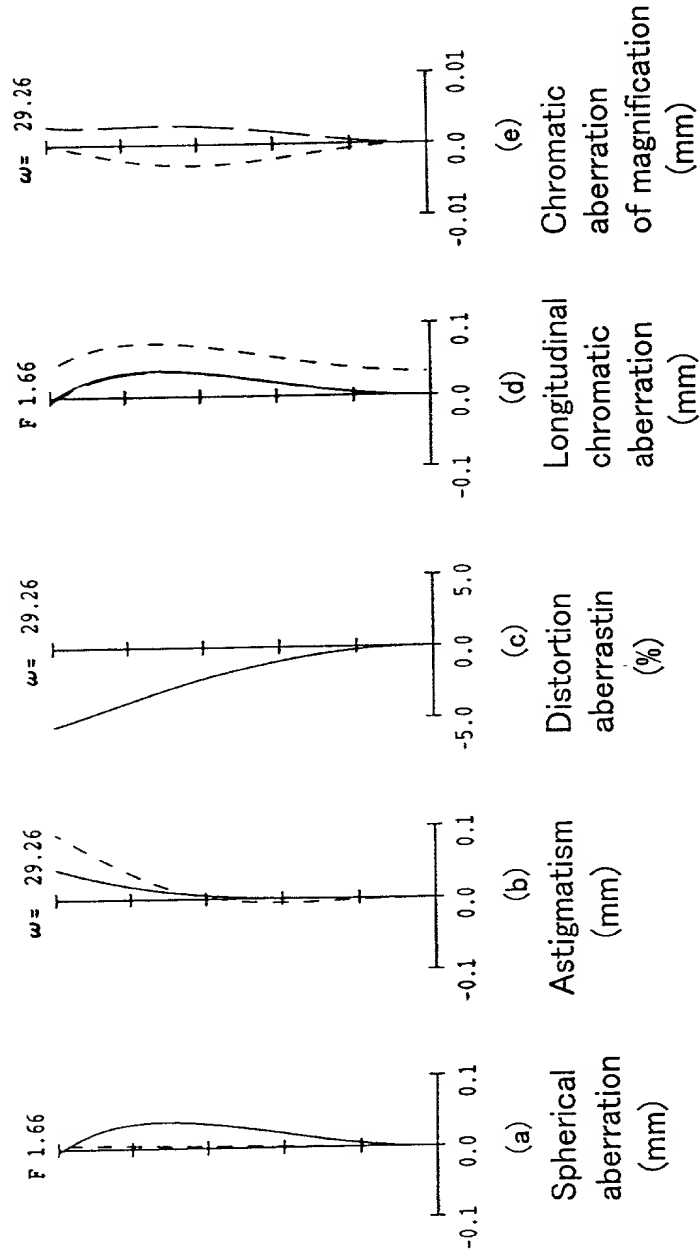 F 1.66
-0.1 0.0 0.1
(a)
Spherical
aberration
(mm)
ω= 29.26
-0.1 0.0 0.1
(b)
Astigmatism
(mm)
ω= 29.26
-5.0 0.0 5.0
(c)
Distortion
aberrastin
(%)
F 1.66
-0.1 0.0 0.1
(d)
Longitudinal
chromatic
aberration
(mm)
ω= 29.26
-0.01 0.0 0.01
(e)
Chromatic
aberration
of magnification
(mm)